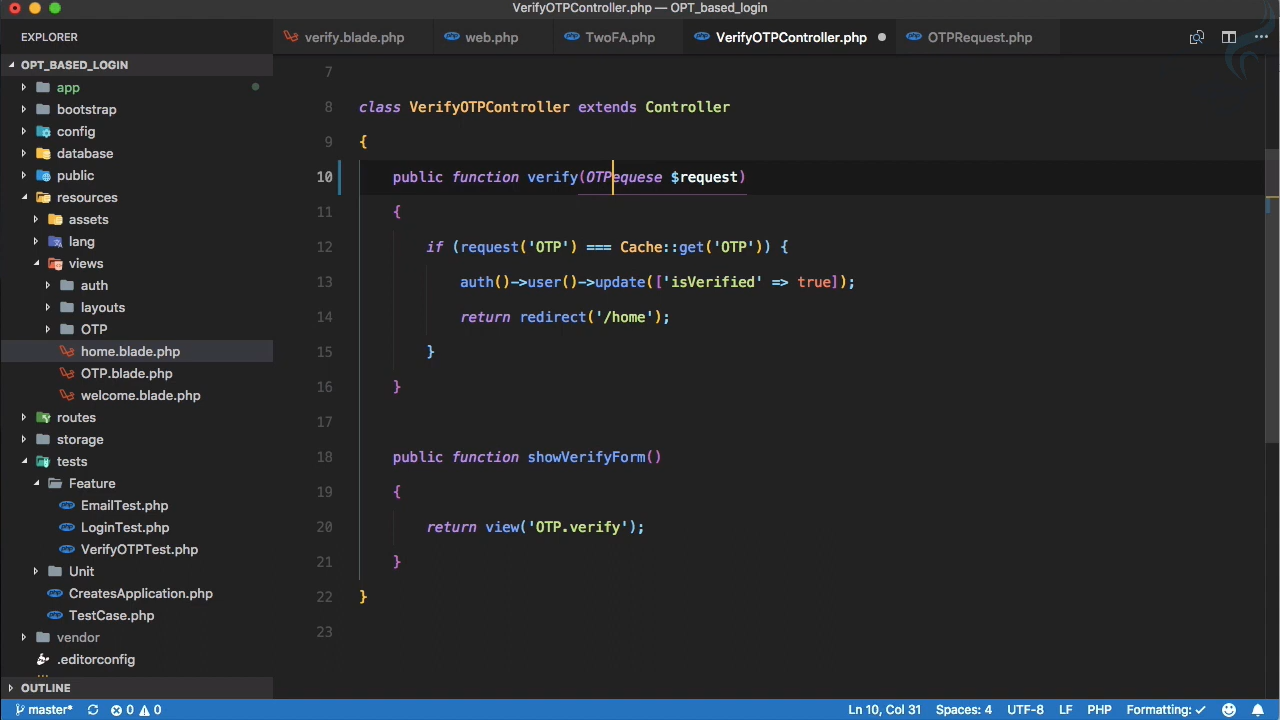 VerifyOTPController.php — OPT_based_login
EXPLORER
verify.blade.php
web.php
TwoFA.php
VerifyOTPController.php
OTPRequest.php
OPT_BASED_LOGIN
app
bootstrap
config
database
public
resources
assets
lang
views
auth
layouts
OTP
home.blade.php
OTP.blade.php
welcome.blade.php
routes
storage
tests
Feature
EmailTest.php
LoginTest.php
VerifyOTPTest.php
Unit
CreatesApplication.php
TestCase.php
vendor
.editorconfig
OUTLINE
7
8 class VerifyOTPController extends Controller
9 {
10 public function verify(OTPequese $request)
11 {
12 if (request('OTP') === Cache::get('OTP')) {
13 auth()->user()->update(['isVerified' => true]);
14 return redirect('/home');
15 }
16 }
17
18 public function showVerifyForm()
19 {
20 return view('OTP.verify');
21 }
22 }
23
master* 0 0 Ln 10, Col 31 Spaces: 4 UTF-8 LF PHP Formatting: ✓